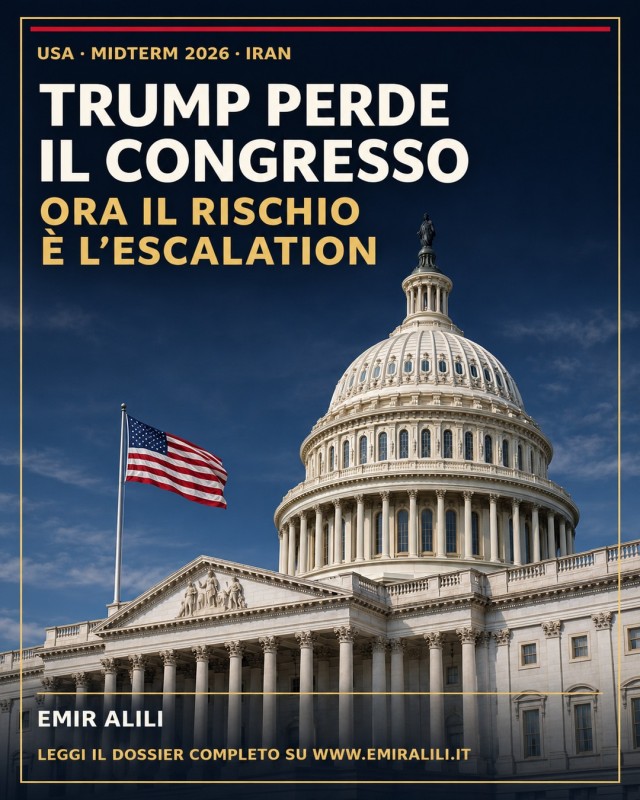 USA · MIDTERM 2026 · IRAN
TRUMP PERDE
IL CONGRESSO
ORA IL RISCHIO
È L’ESCALATION
EMIR ALILI
LEGGI IL DOSSIER COMPLETO SU WWW.EMIRALILI.IT